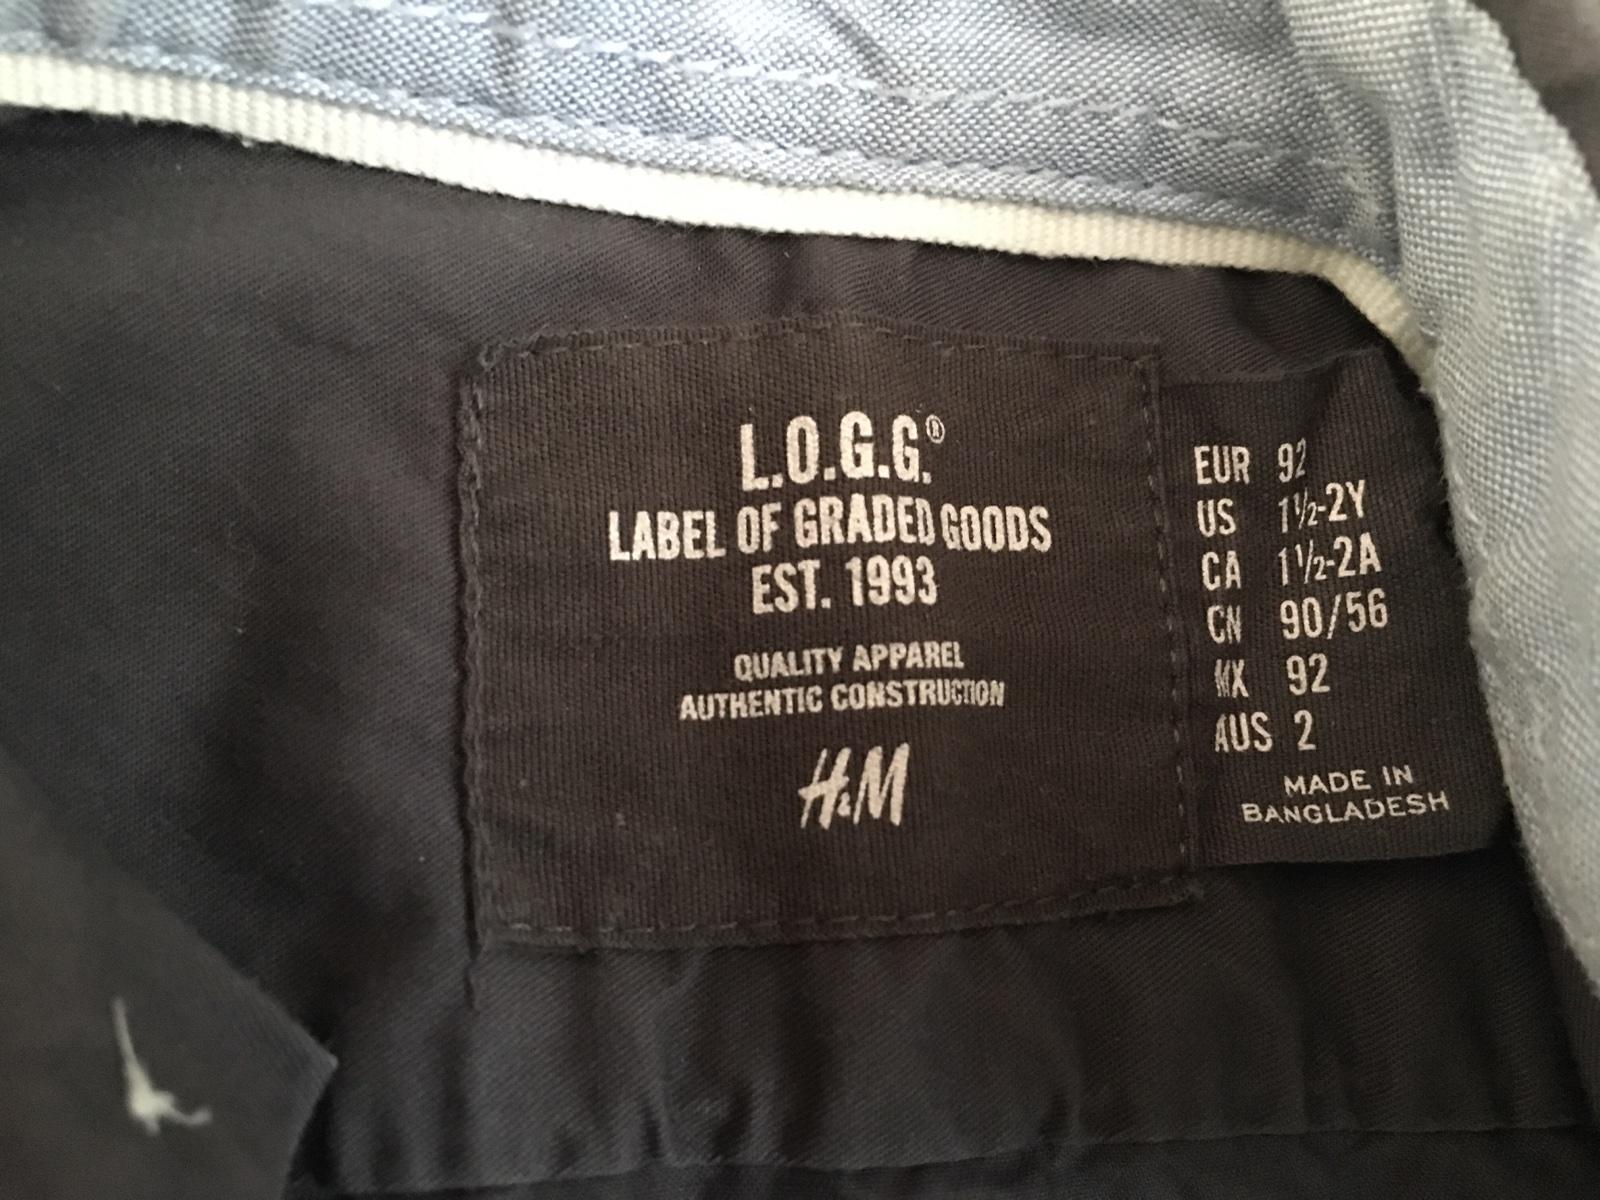 L.O.G.G.®
LABEL OF GRADED GOODS
EST. 1993
QUALITY APPAREL
AUTHENTIC CONSTRUCTION
H&M
EUR 92
US 1½-2Y
CA 1½-2A
CN 90/56
MX 92
AUS 2
MADE IN
BANGLADESH